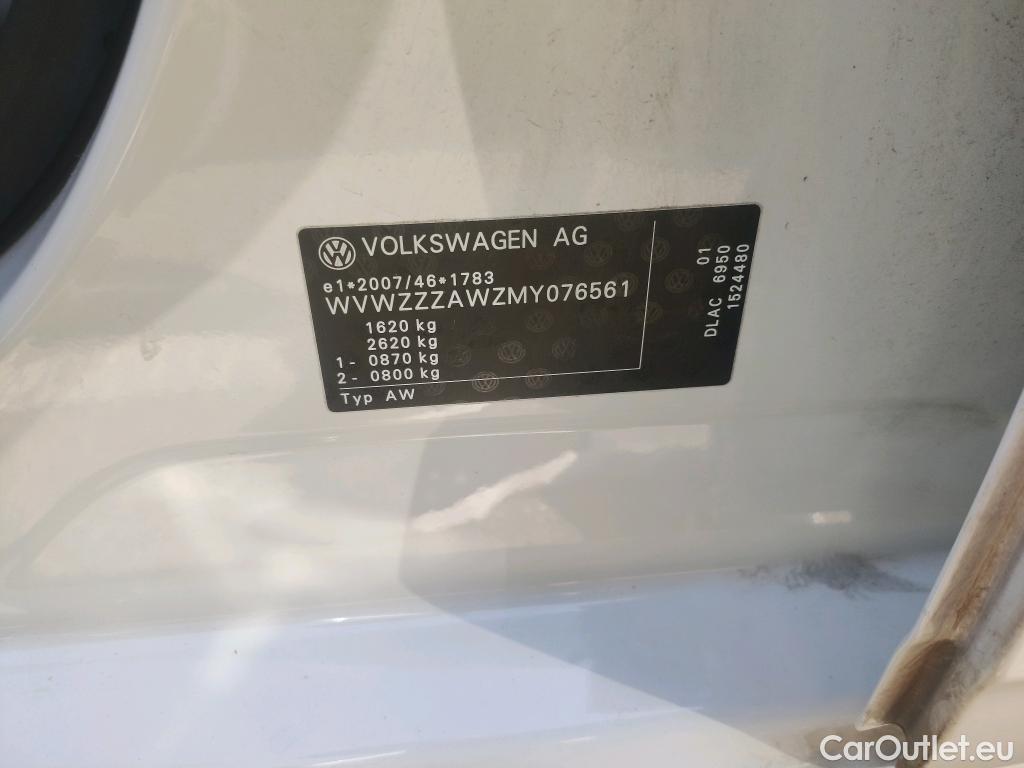 VOLKSWAGEN AG
e1*2007/46*1783
WVWZZZAWZMY076561
1620 kg
2620 kg
1- 0870 kg
2- 0800 kg
Typ AW
01
DLAC 6950
1524480
CarOutlet.eu